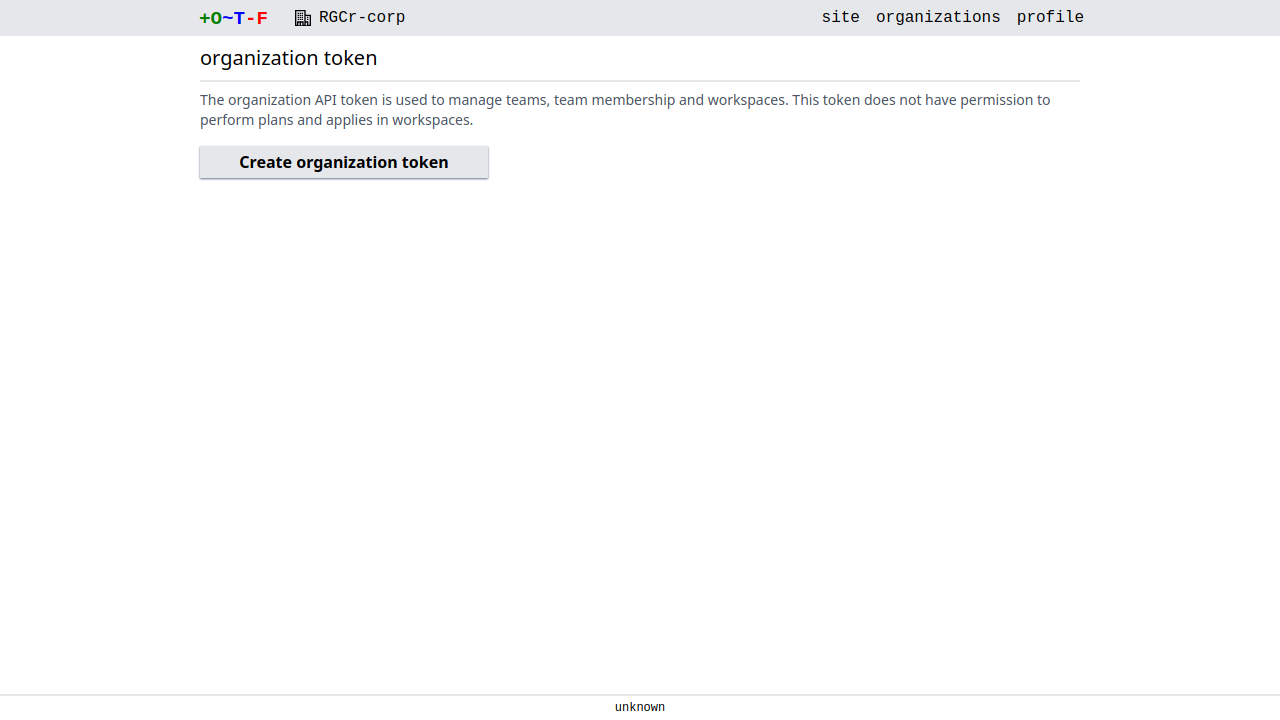 +O~T-F RGCr-corp site organizations profile
organization token
The organization API token is used to manage teams, team membership and workspaces. This token does not have permission to
perform plans and applies in workspaces.
Create organization token
unknown